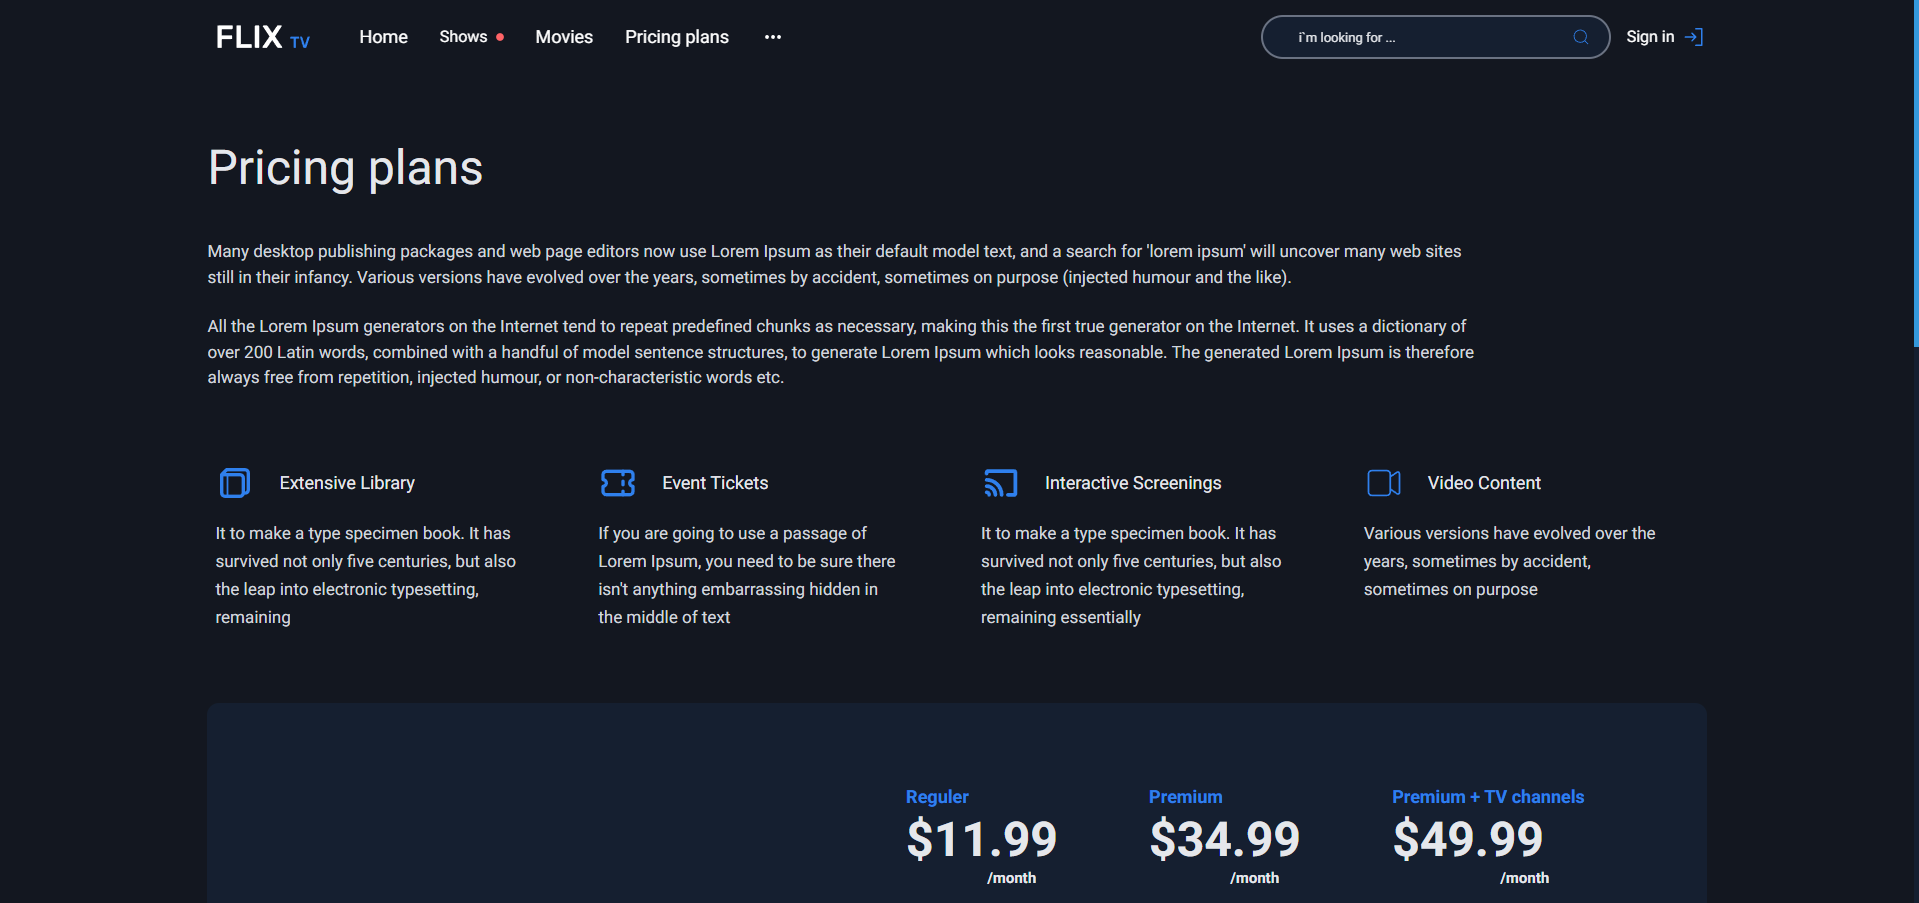 FLIX TV Home Shows Movies Pricing plans ••• i`m looking for ... Sign in
Pricing plans
Many desktop publishing packages and web page editors now use Lorem Ipsum as their default model text, and a search for 'lorem ipsum' will uncover many web sites
still in their infancy. Various versions have evolved over the years, sometimes by accident, sometimes on purpose (injected humour and the like).
All the Lorem Ipsum generators on the Internet tend to repeat predefined chunks as necessary, making this the first true generator on the Internet. It uses a dictionary of
over 200 Latin words, combined with a handful of model sentence structures, to generate Lorem Ipsum which looks reasonable. The generated Lorem Ipsum is therefore
always free from repetition, injected humour, or non-characteristic words etc.
Extensive Library
It to make a type specimen book. It has
survived not only five centuries, but also
the leap into electronic typesetting,
remaining
Event Tickets
If you are going to use a passage of
Lorem Ipsum, you need to be sure there
isn't anything embarrassing hidden in
the middle of text
Interactive Screenings
It to make a type specimen book. It has
survived not only five centuries, but also
the leap into electronic typesetting,
remaining essentially
Video Content
Various versions have evolved over the
years, sometimes by accident,
sometimes on purpose
Reguler
$11.99
/month
Premium
$34.99
/month
Premium + TV channels
$49.99
/month